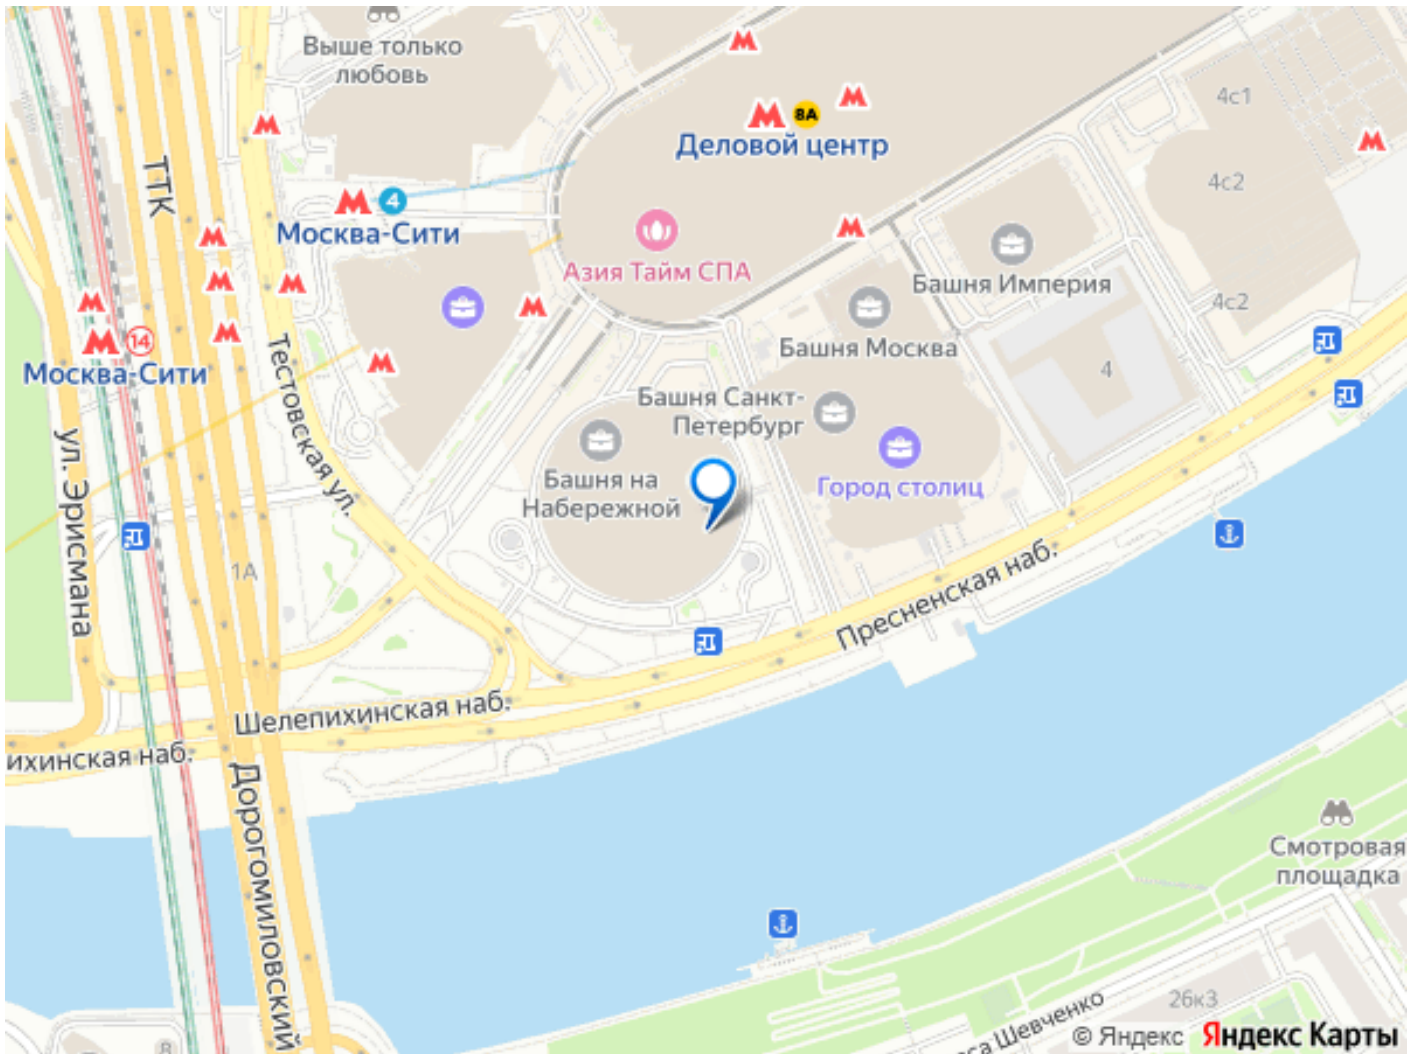 Выше только
любовь
4с1
8А
Деловой центр
ТТК
4с2
4
Москва-Сити
Азия Тайм СПА
Башня Империя
4с2
14
Москва-Сити
Башня Москва
Тестовская ул.
4
Башня Санкт-
Петербург
ул. Эрисмана
Башня на
Набережной
Город столиц
1А
Пресненская наб.
Шелепихинская наб.
ихинская наб.
Дорогомиловский
Смотровая
площадка
26к3
аса Шевченко
8
© Яндекс Яндекс Карты